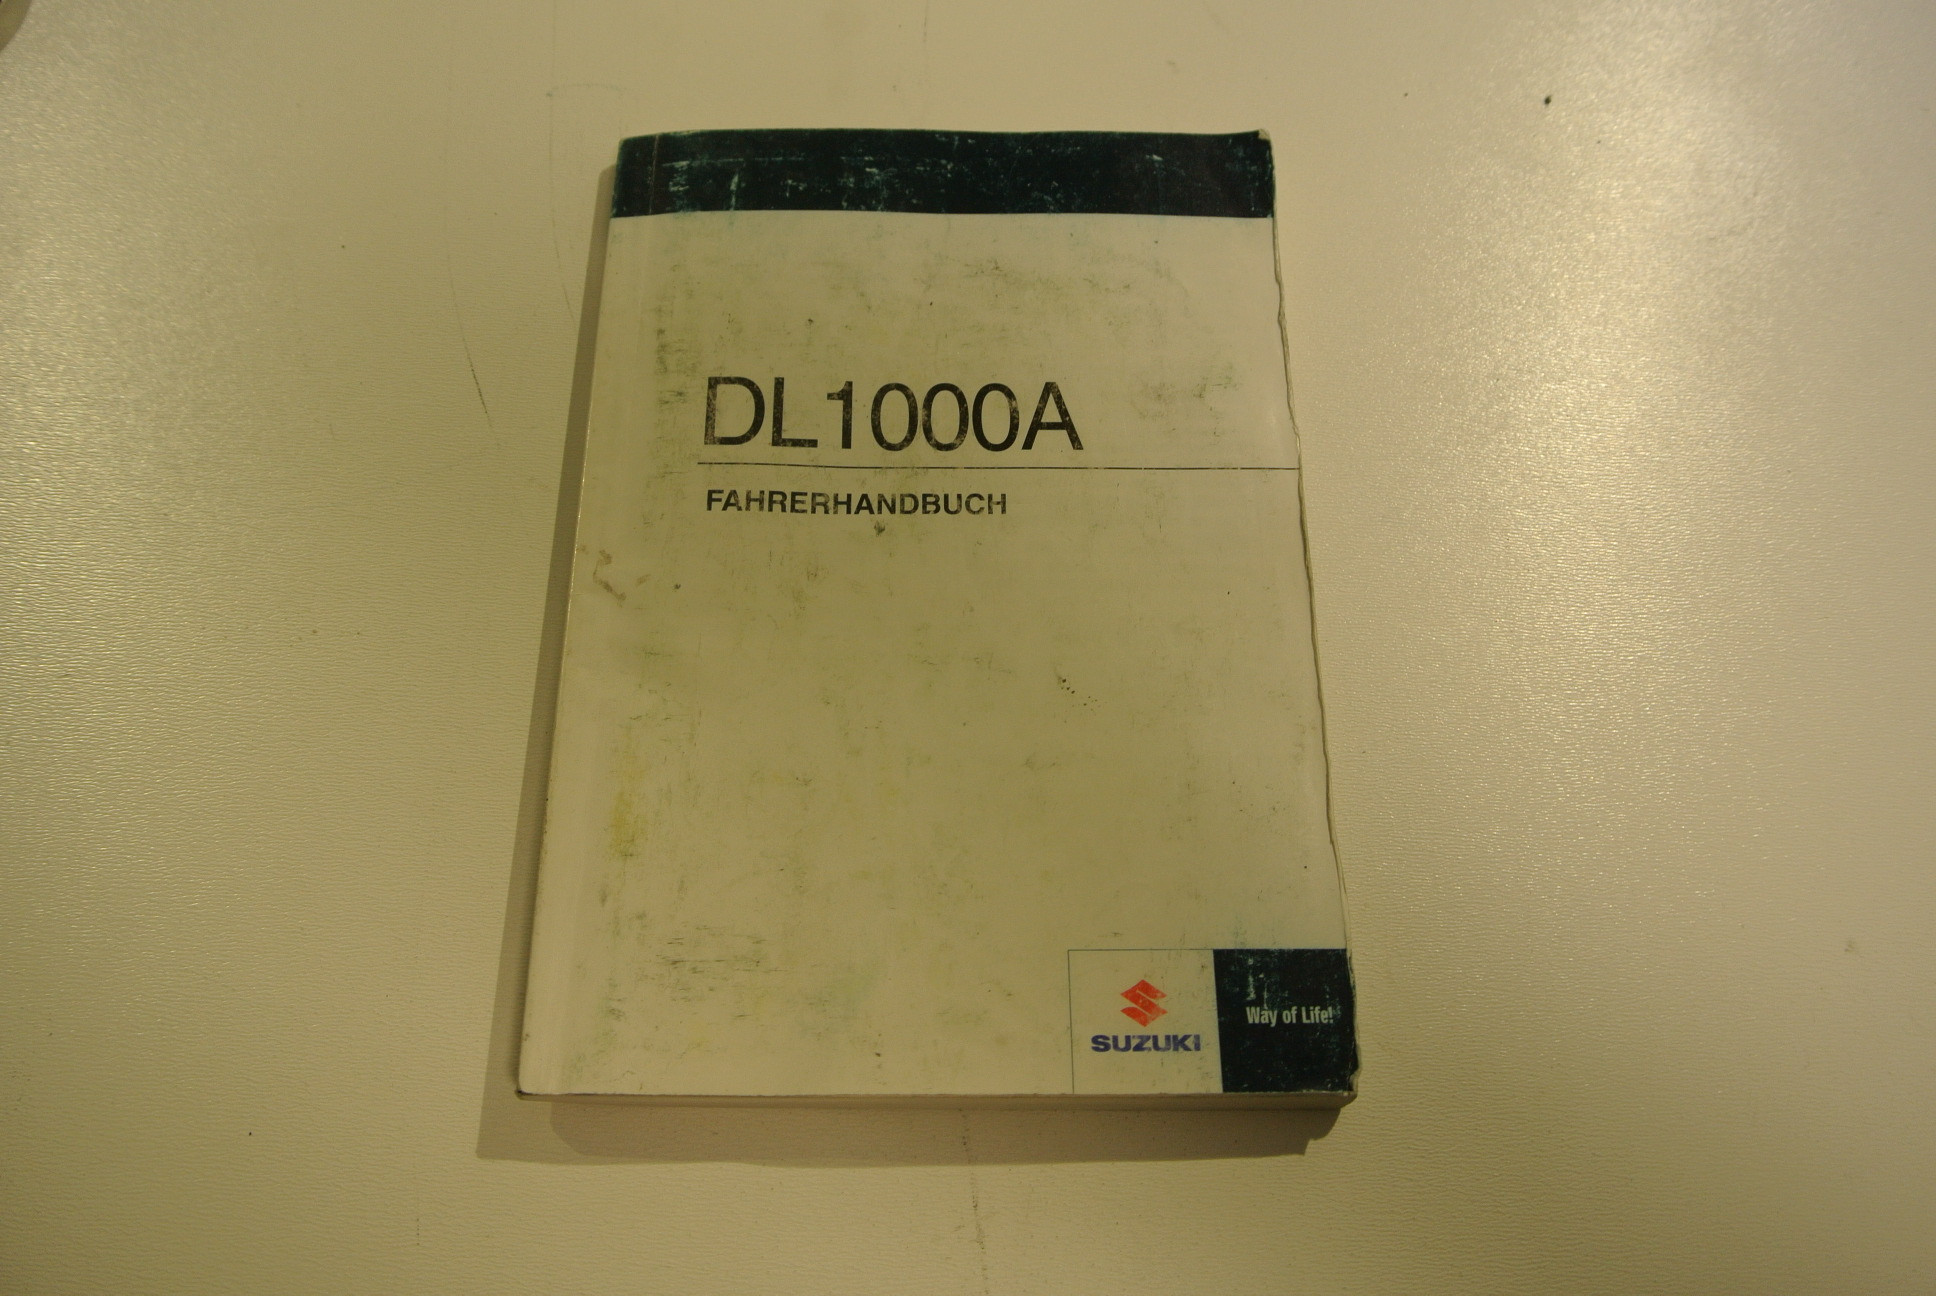 DL1000A
FAHRERHANDBUCH
SUZUKI
Way of Life!